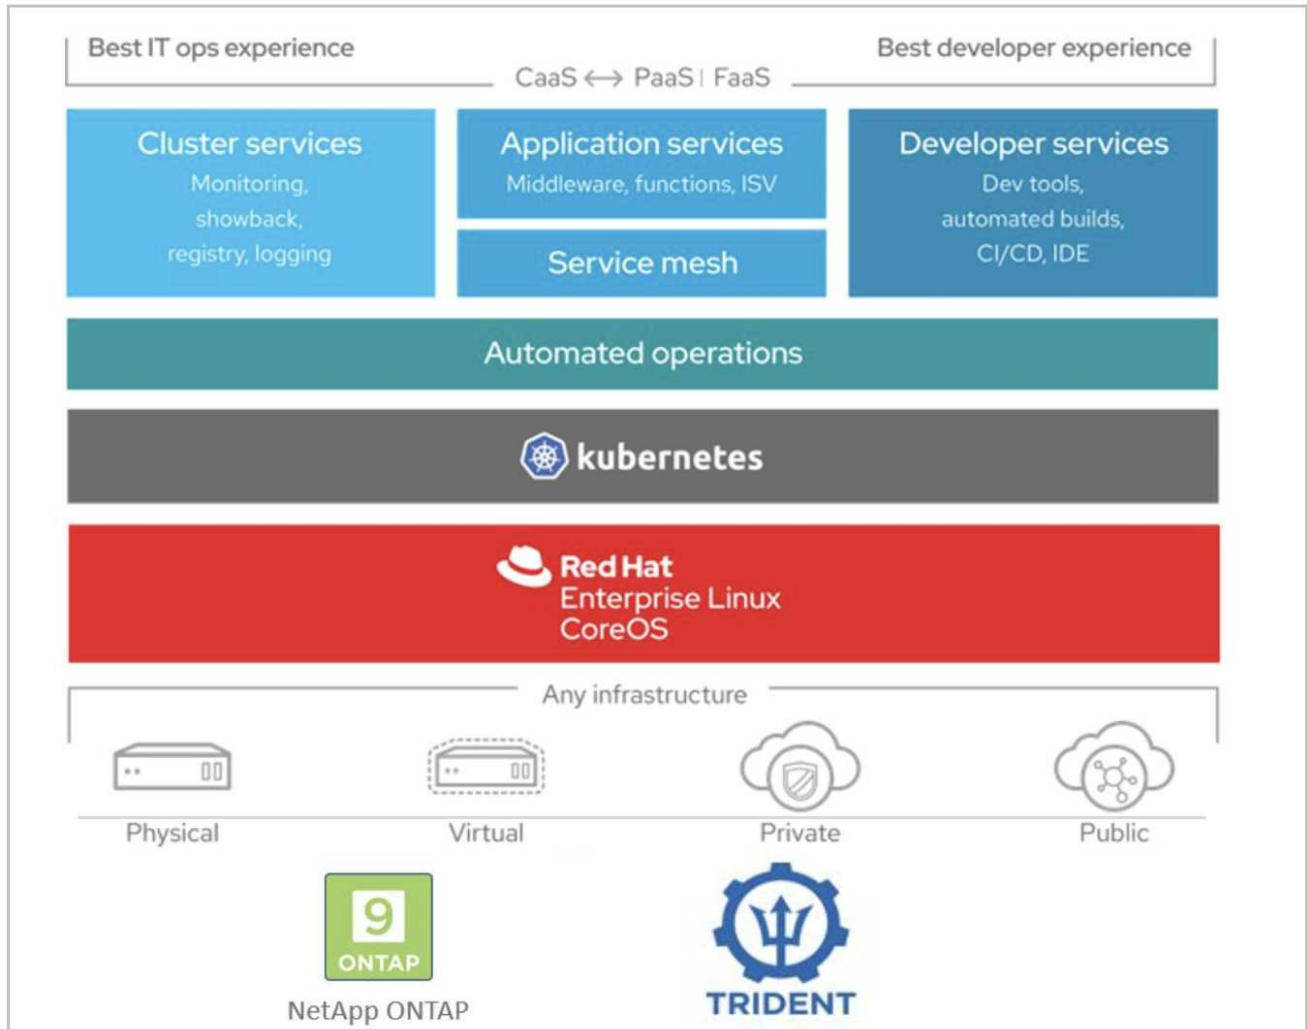 Best IT ops experience
Best developer experience
CaaS ↔ PaaS | FaaS
Cluster services
Monitoring,
showback,
registry, logging
Application services
Middleware, functions, ISV
Service mesh
Developer services
Dev tools,
automated builds,
CI/CD, IDE
Automated operations
kubernetes
Red Hat
Enterprise Linux
CoreOS
Any infrastructure
Physical
Virtual
Private
Public
9
ONTAP
NetApp ONTAP
TRIDENT